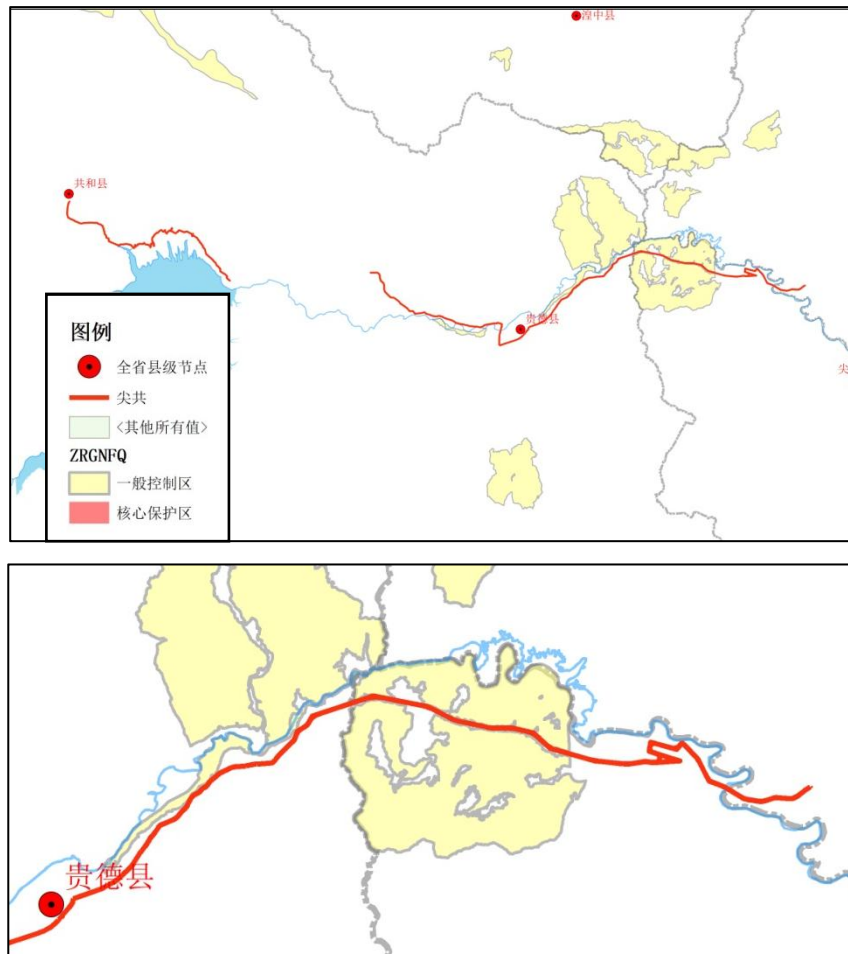 湟中县
共和县
贵德县
尖
图例
全省县级节点
尖共
<其他所有值>
ZRGNFQ
一般控制区
核心保护区
贵德县